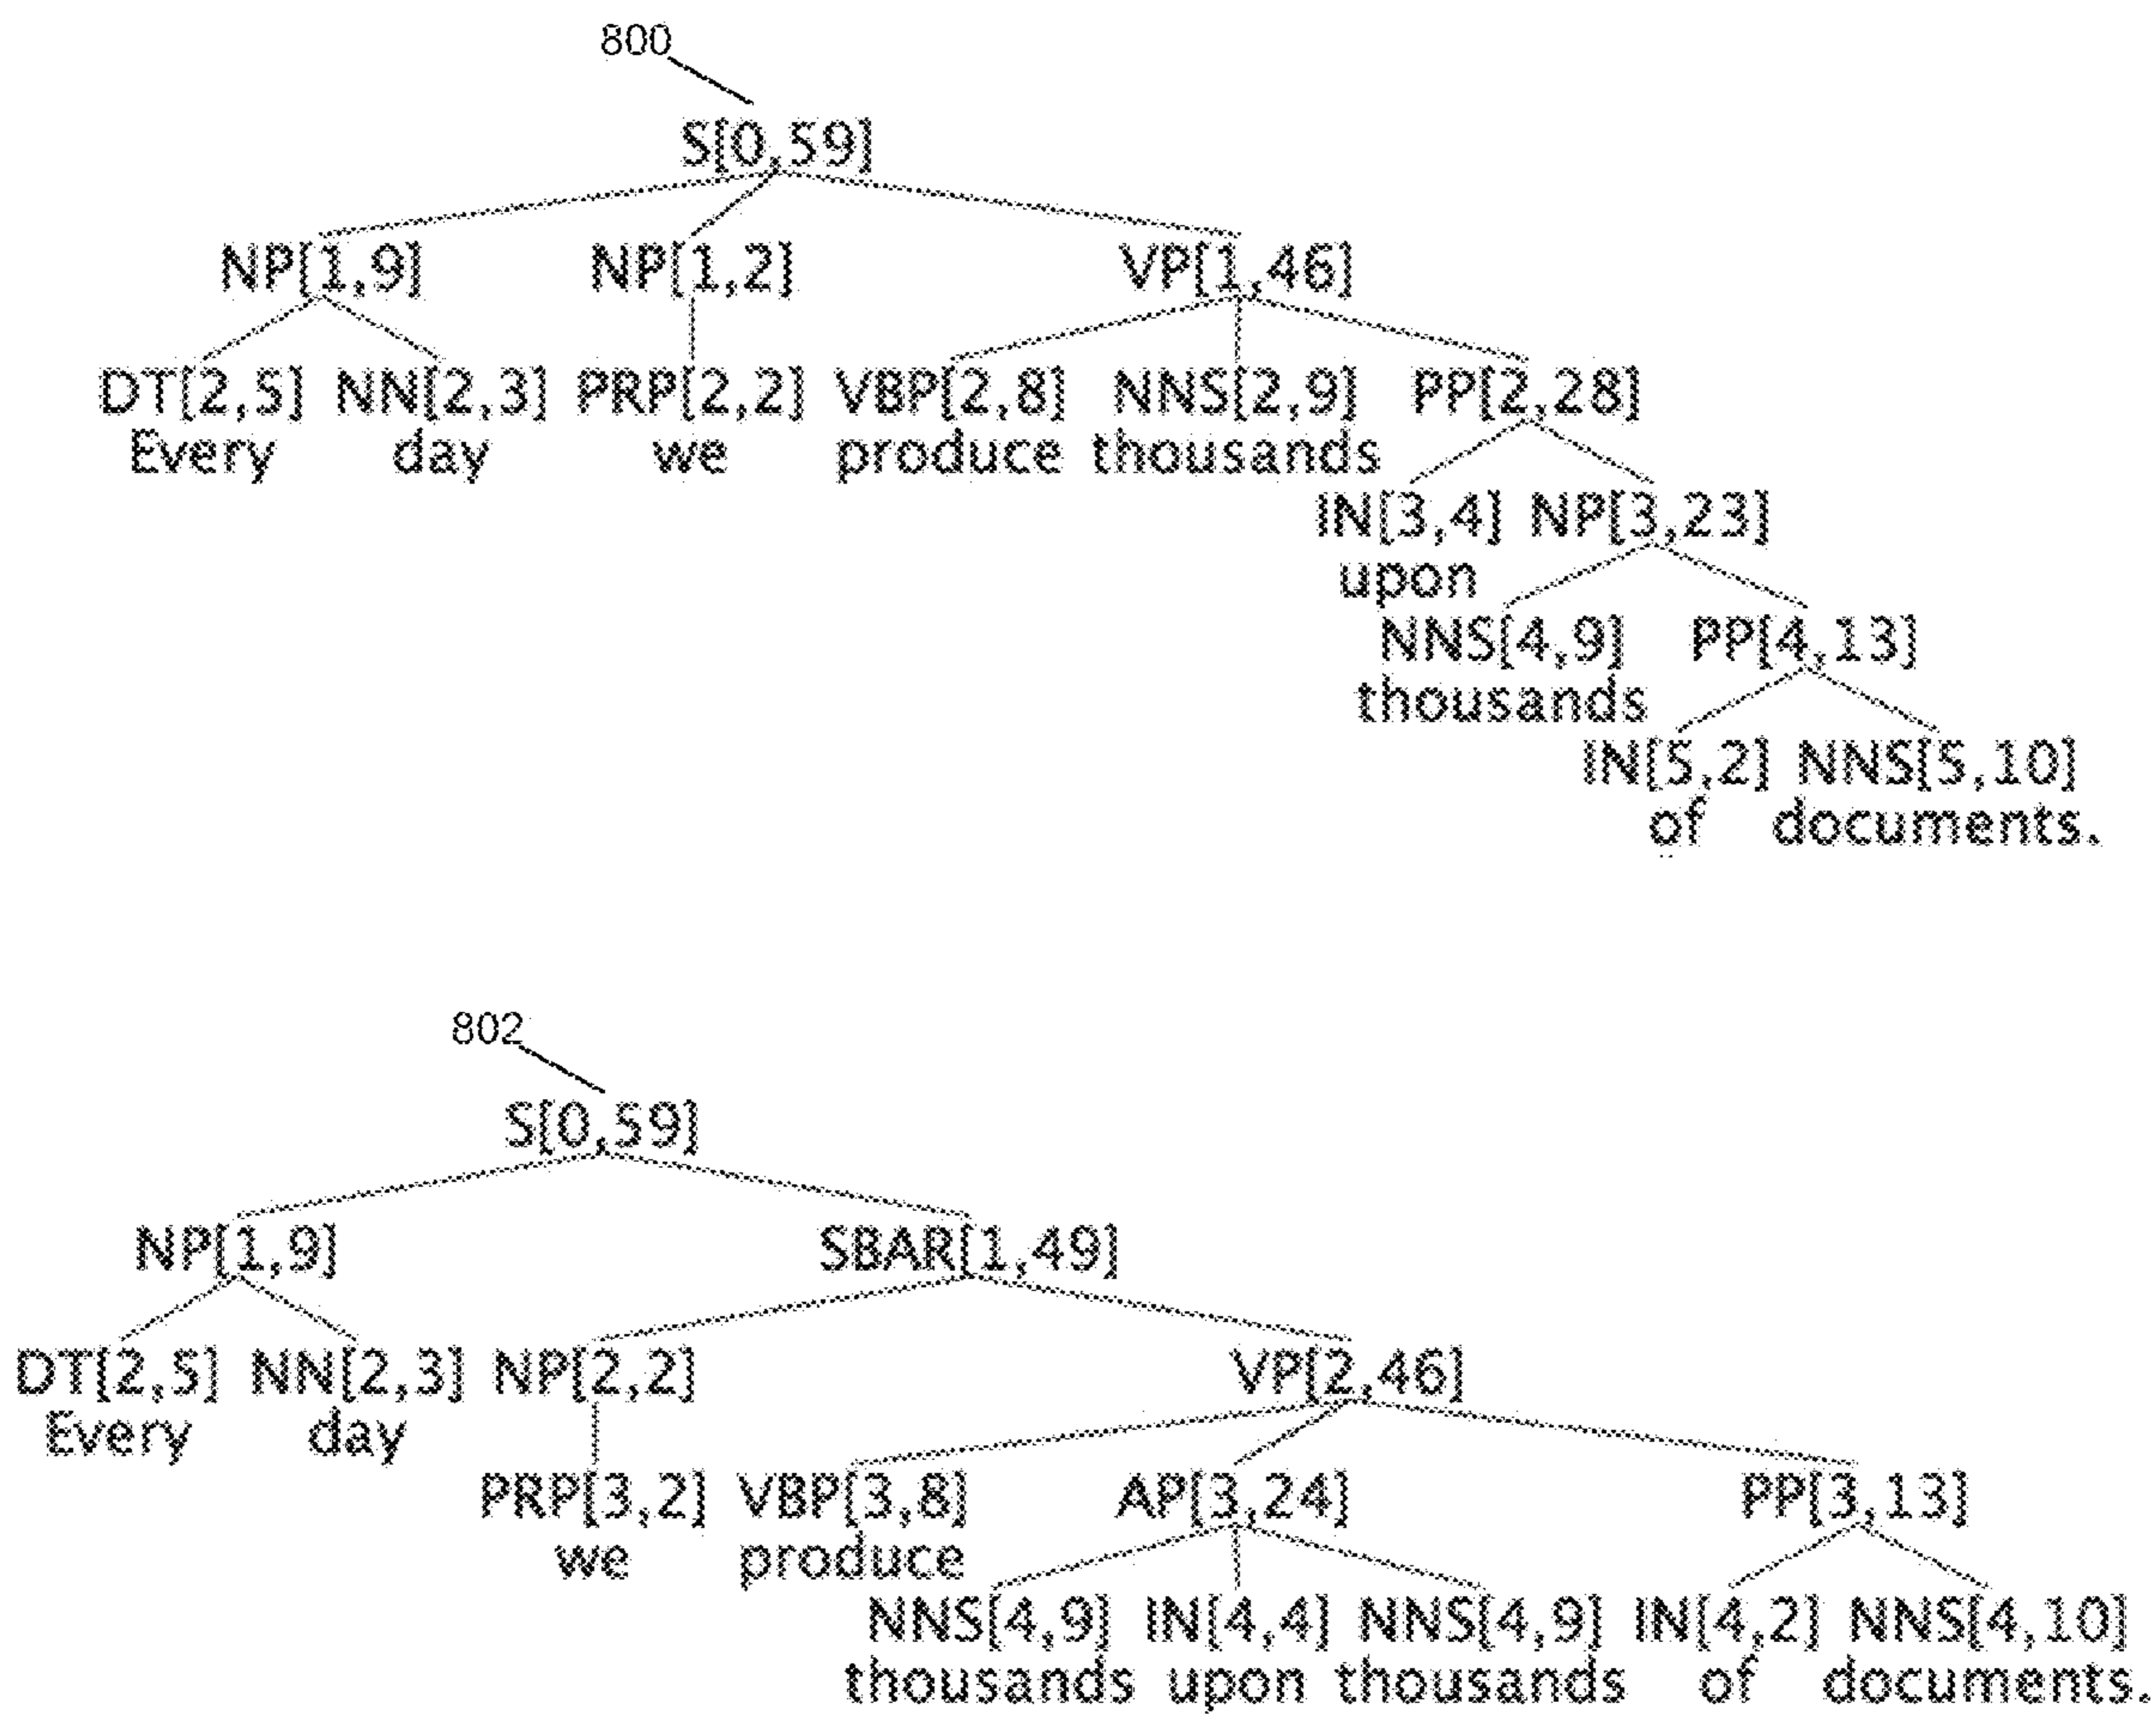 800
S[0,59]
NP[1,9] NP[1,2] VP[1,46]
DT[2,5] NN[2,3] PRP[2,2] VBP[2,8] NNS[2,9] PP[2,28]
Every day we produce thousands
IN[3,4] NP[3,23]
upon
NNS[4,9] PP[4,13]
thousands
IN[5,2] NNS[5,10]
of documents.
802
S[0,59]
NP[1,9] SBAR[1,49]
DT[2,5] NN[2,3] NP[2,2] VP[2,46]
Every day
PRP[3,2] VBP[3,8] AP[3,24] PP[3,13]
we produce
NNS[4,9] IN[4,4] NNS[4,9] IN[4,2] NNS[4,10]
thousands upon thousands of documents.